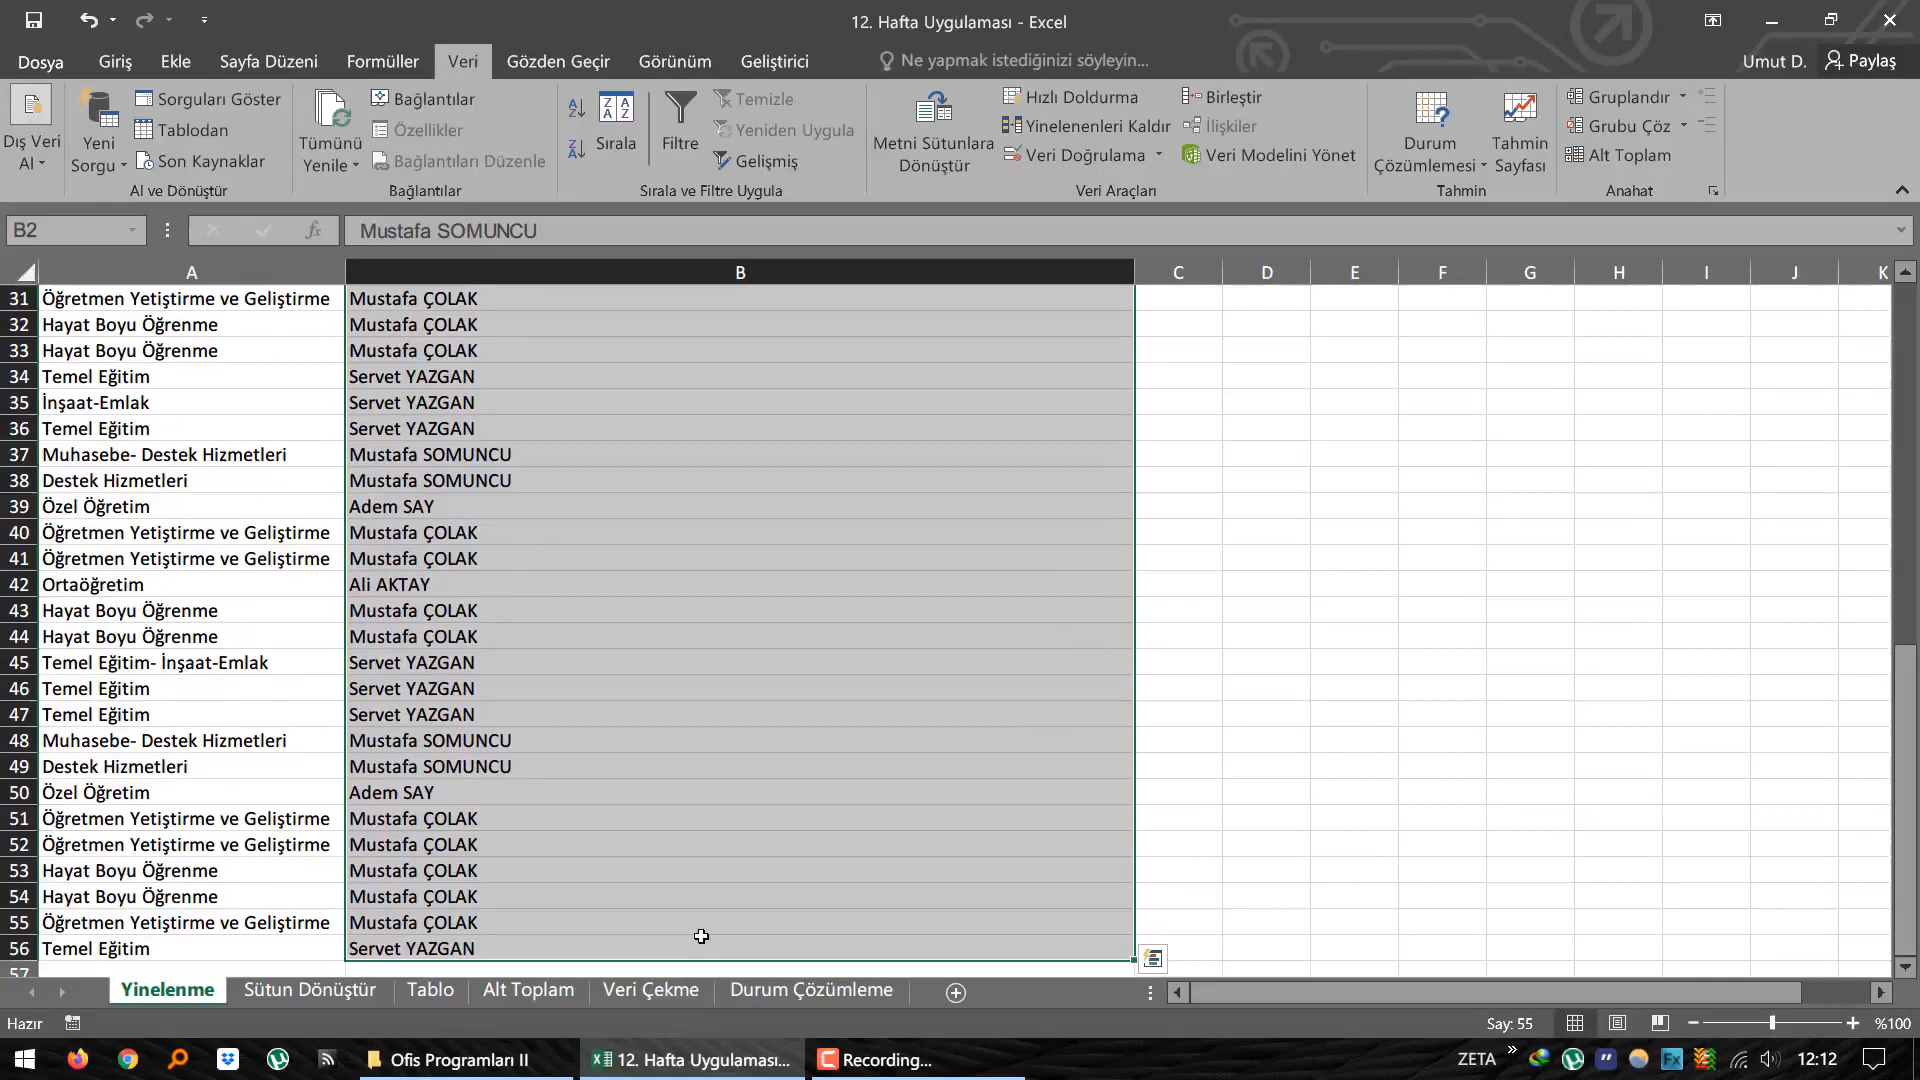 12. Hafta Uygulaması - Excel
Dosya Giriş Ekle Sayfa Düzeni Formüller Veri Gözden Geçir Görünüm Geliştirici Ne yapmak istediğinizi söyleyin... Umut D. Paylaş
Dış Veri Al
Yeni Sorgu
Sorguları Göster
Tablodan
Son Kaynaklar
Al ve Dönüştür
Tümünü Yenile
Bağlantılar
Özellikler
Bağlantıları Düzenle
Bağlantılar
Sırala
Filtre
Temizle
Yeniden Uygula
Gelişmiş
Sırala ve Filtre Uygula
Metni Sütunlara
Dönüştür
Hızlı Doldurma
Yinelenenleri Kaldır
Veri Doğrulama
Birleştir
İlişkiler
Veri Modelini Yönet
Veri Araçları
Durum
Çözümlemesi
Tahmin
Sayfası
Tahmin
Gruplandır
Grubu Çöz
Alt Toplam
Anahat
B2 fx Mustafa SOMUNCU
A B C D E F G H I J K
31 Öğretmen Yetiştirme ve Geliştirme Mustafa ÇOLAK
32 Hayat Boyu Öğrenme Mustafa ÇOLAK
33 Hayat Boyu Öğrenme Mustafa ÇOLAK
34 Temel Eğitim Servet YAZGAN
35 İnşaat-Emlak Servet YAZGAN
36 Temel Eğitim Servet YAZGAN
37 Muhasebe- Destek Hizmetleri Mustafa SOMUNCU
38 Destek Hizmetleri Mustafa SOMUNCU
39 Özel Öğretim Adem SAY
40 Öğretmen Yetiştirme ve Geliştirme Mustafa ÇOLAK
41 Öğretmen Yetiştirme ve Geliştirme Mustafa ÇOLAK
42 Ortaöğretim Ali AKTAY
43 Hayat Boyu Öğrenme Mustafa ÇOLAK
44 Hayat Boyu Öğrenme Mustafa ÇOLAK
45 Temel Eğitim- İnşaat-Emlak Servet YAZGAN
46 Temel Eğitim Servet YAZGAN
47 Temel Eğitim Servet YAZGAN
48 Muhasebe- Destek Hizmetleri Mustafa SOMUNCU
49 Destek Hizmetleri Mustafa SOMUNCU
50 Özel Öğretim Adem SAY
51 Öğretmen Yetiştirme ve Geliştirme Mustafa ÇOLAK
52 Öğretmen Yetiştirme ve Geliştirme Mustafa ÇOLAK
53 Hayat Boyu Öğrenme Mustafa ÇOLAK
54 Hayat Boyu Öğrenme Mustafa ÇOLAK
55 Öğretmen Yetiştirme ve Geliştirme Mustafa ÇOLAK
56 Temel Eğitim Servet YAZGAN
57
Yinelenme Sütun Dönüştür Tablo Alt Toplam Veri Çekme Durum Çözümleme
Hazır Say: 55 %100
Ofis Programları II 12. Hafta Uygulaması... Recording... ZETA 12:12